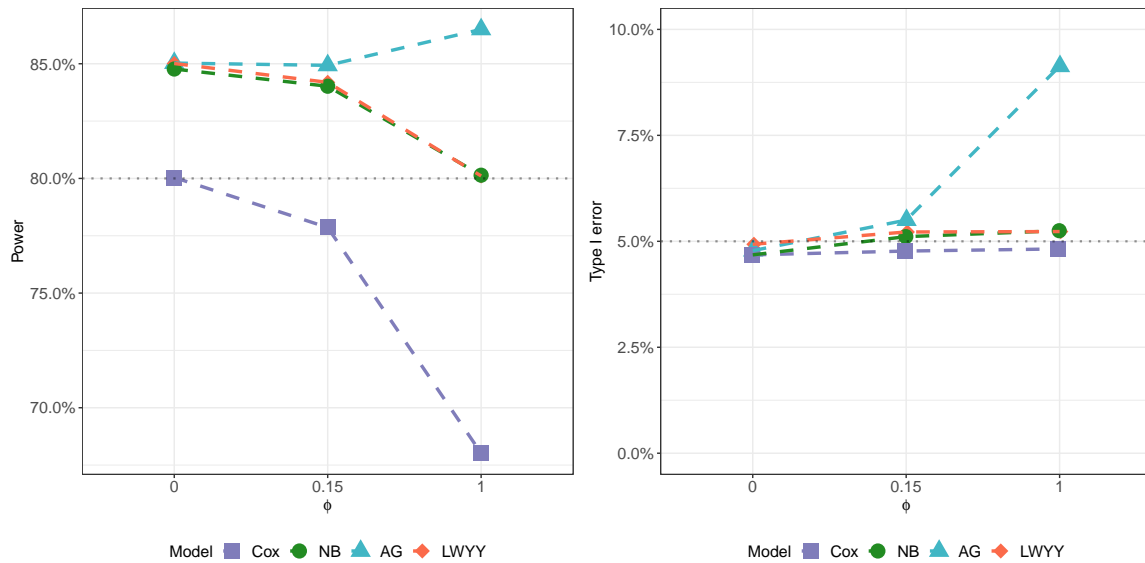 Power
85.0%
80.0%
75.0%
70.0%
0 0.15 1
ϕ
Model Cox NB AG LWYY
Type I error
10.0%
7.5%
5.0%
2.5%
0.0%
0 0.15 1
ϕ
Model Cox NB AG LWYY